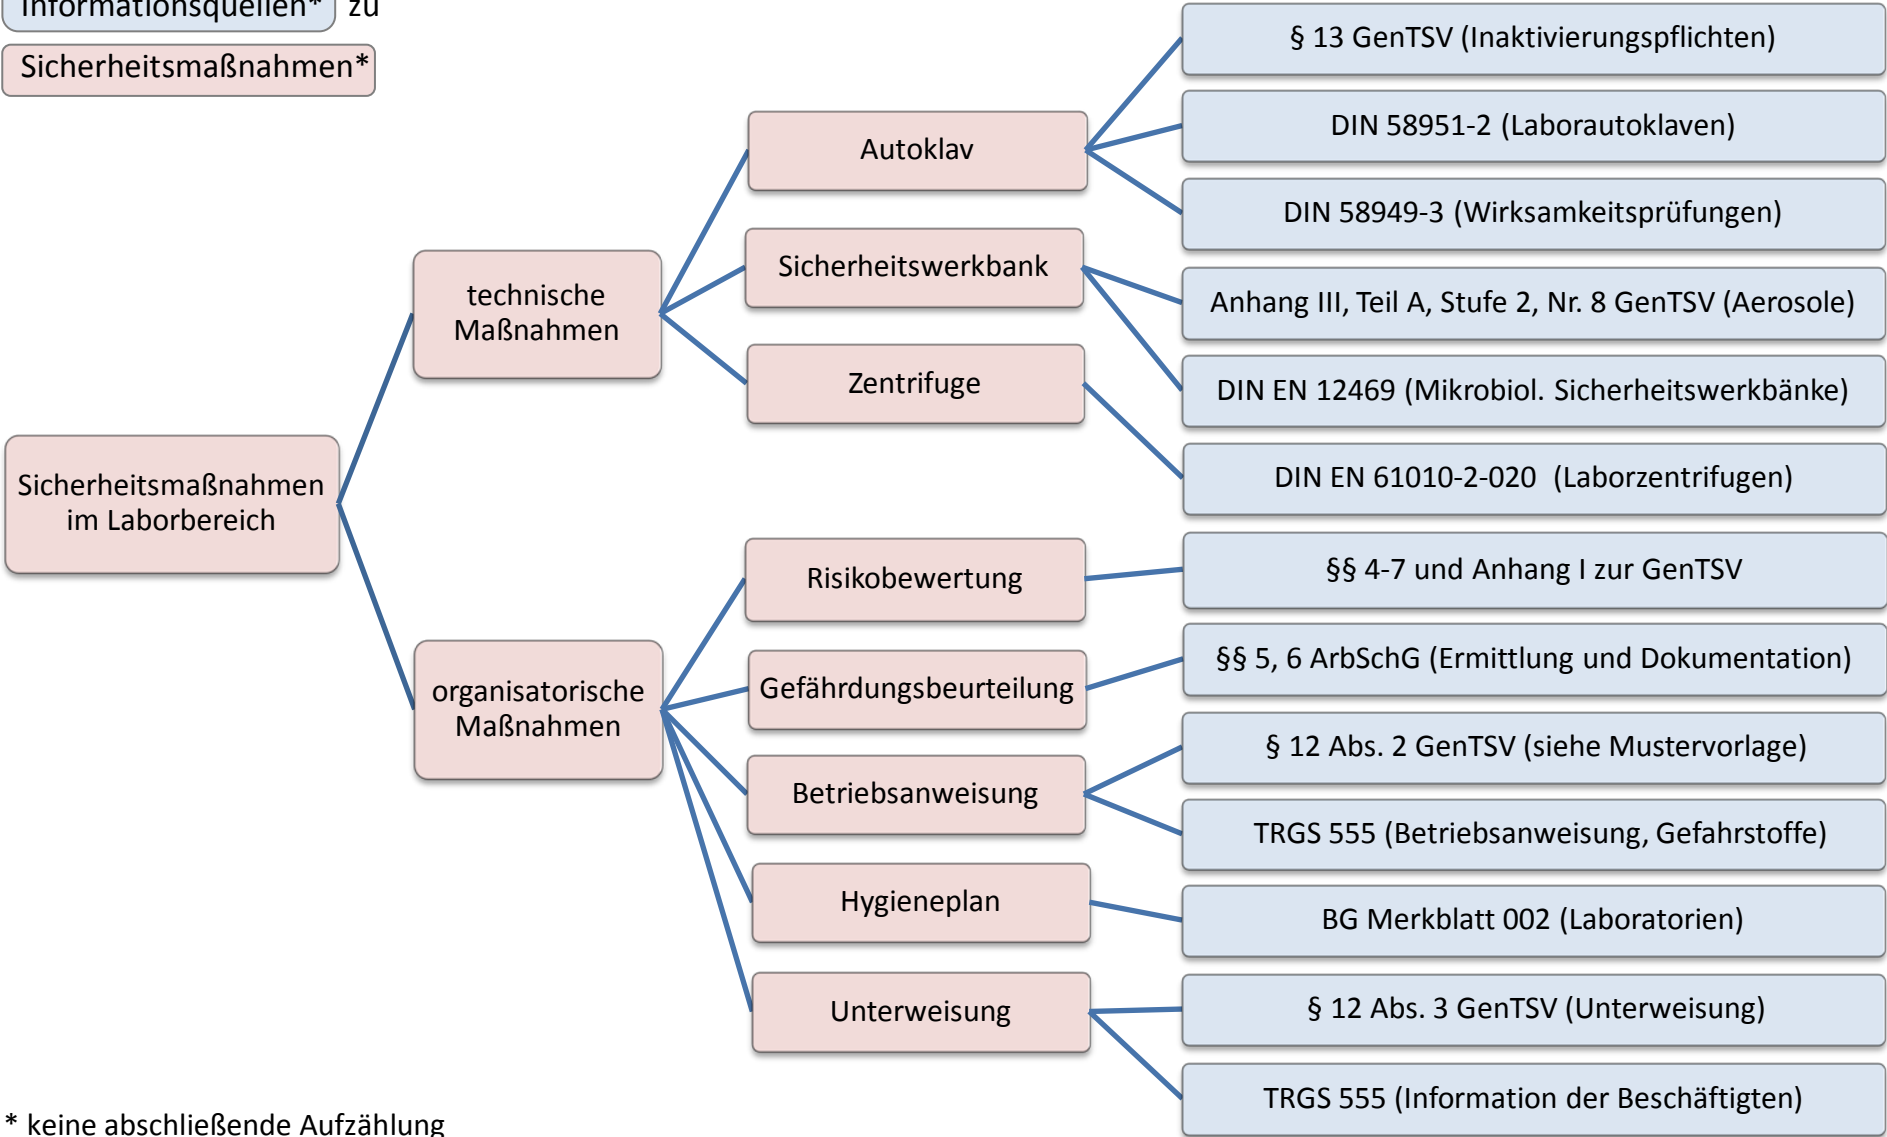 Informationsquellen* zu
Sicherheitsmaßnahmen*
Sicherheitsmaßnahmen
im Laborbereich
technische
Maßnahmen
Autoklav
§ 13 GenTSV (Inaktivierungspflichten)
DIN 58951-2 (Laborautoklaven)
DIN 58949-3 (Wirksamkeitsprüfungen)
Sicherheitswerkbank
Anhang III, Teil A, Stufe 2, Nr. 8 GenTSV (Aerosole)
DIN EN 12469 (Mikrobiol. Sicherheitswerkbänke)
Zentrifuge
DIN EN 61010-2-020 (Laborzentrifugen)
organisatorische
Maßnahmen
Risikobewertung
§§ 4-7 und Anhang I zur GenTSV
Gefährdungsbeurteilung
§§ 5, 6 ArbSchG (Ermittlung und Dokumentation)
Betriebsanweisung
§ 12 Abs. 2 GenTSV (siehe Mustervorlage)
TRGS 555 (Betriebsanweisung, Gefahrstoffe)
Hygieneplan
BG Merkblatt 002 (Laboratorien)
Unterweisung
§ 12 Abs. 3 GenTSV (Unterweisung)
TRGS 555 (Information der Beschäftigten)
* keine abschließende Aufzählung